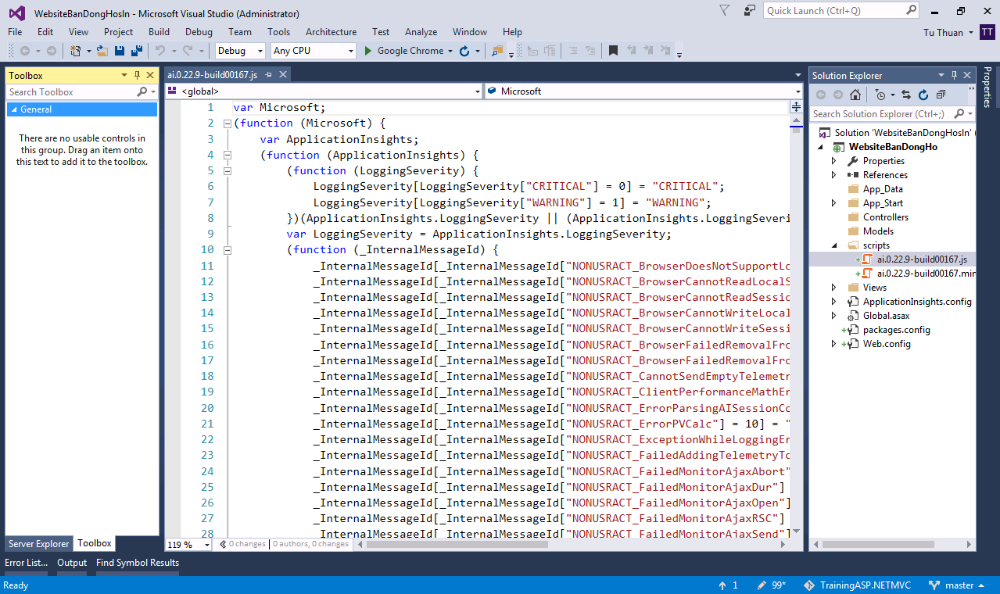 WebsiteBanDongHosIn - Microsoft Visual Studio (Administrator)
Quick Launch (Ctrl+Q)
File Edit View Project Build Debug Team Tools Architecture Test Analyze Window Help
Tu Thuan TT
Debug Any CPU Google Chrome
Toolbox
Search Toolbox
General
There are no usable controls in
this group. Drag an item onto
this text to add it to the toolbox.
Server Explorer Toolbox
ai.0.22.9-build00167.js
<global> Microsoft
1 var Microsoft;
2 (function (Microsoft) {
3 var ApplicationInsights;
4 (function (ApplicationInsights) {
5 (function (LoggingSeverity) {
6 LoggingSeverity[LoggingSeverity["CRITICAL"] = 0] = "CRITICAL";
7 LoggingSeverity[LoggingSeverity["WARNING"] = 1] = "WARNING";
8 })(ApplicationInsights.LoggingSeverity || (ApplicationInsights.LoggingSeveri
9 var LoggingSeverity = ApplicationInsights.LoggingSeverity;
10 (function (_InternalMessageId) {
11 _InternalMessageId[_InternalMessageId["NONUSRACT_BrowserDoesNotSupportLo
12 _InternalMessageId[_InternalMessageId["NONUSRACT_BrowserCannotReadLocalS
13 _InternalMessageId[_InternalMessageId["NONUSRACT_BrowserCannotReadSessio
14 _InternalMessageId[_InternalMessageId["NONUSRACT_BrowserCannotWriteLocal
15 _InternalMessageId[_InternalMessageId["NONUSRACT_BrowserCannotWriteSessi
16 _InternalMessageId[_InternalMessageId["NONUSRACT_BrowserFailedRemovalFro
17 _InternalMessageId[_InternalMessageId["NONUSRACT_BrowserFailedRemovalFro
18 _InternalMessageId[_InternalMessageId["NONUSRACT_CannotSendEmptyTelemetr
19 _InternalMessageId[_InternalMessageId["NONUSRACT_ClientPerformanceMathEr
20 _InternalMessageId[_InternalMessageId["NONUSRACT_ErrorParsingAISessionCo
21 _InternalMessageId[_InternalMessageId["NONUSRACT_ErrorPVCalc"] = 10] = "
22 _InternalMessageId[_InternalMessageId["NONUSRACT_ExceptionWhileLoggingEr
23 _InternalMessageId[_InternalMessageId["NONUSRACT_FailedAddingTelemetryTo
24 _InternalMessageId[_InternalMessageId["NONUSRACT_FailedMonitorAjaxAbort"
25 _InternalMessageId[_InternalMessageId["NONUSRACT_FailedMonitorAjaxDur"]
26 _InternalMessageId[_InternalMessageId["NONUSRACT_FailedMonitorAjaxOpen"]
27 _InternalMessageId[_InternalMessageId["NONUSRACT_FailedMonitorAjaxRSC"]
28 _InternalMessageId[_InternalMessageId["NONUSRACT_FailedMonitorAjaxSend"]
119 % 0 changes | 0 authors, 0 changes
Solution Explorer
Search Solution Explorer (Ctrl+;)
Solution 'WebsiteBanDongHosIn' (
WebsiteBanDongHo
Properties
References
App_Data
App_Start
Controllers
Models
scripts
ai.0.22.9-build00167.js
ai.0.22.9-build00167.min
Views
ApplicationInsights.config
Global.asax
packages.config
Web.config
Properties
Error List... Output Find Symbol Results
Ready 1 99* TrainingASP.NETMVC master